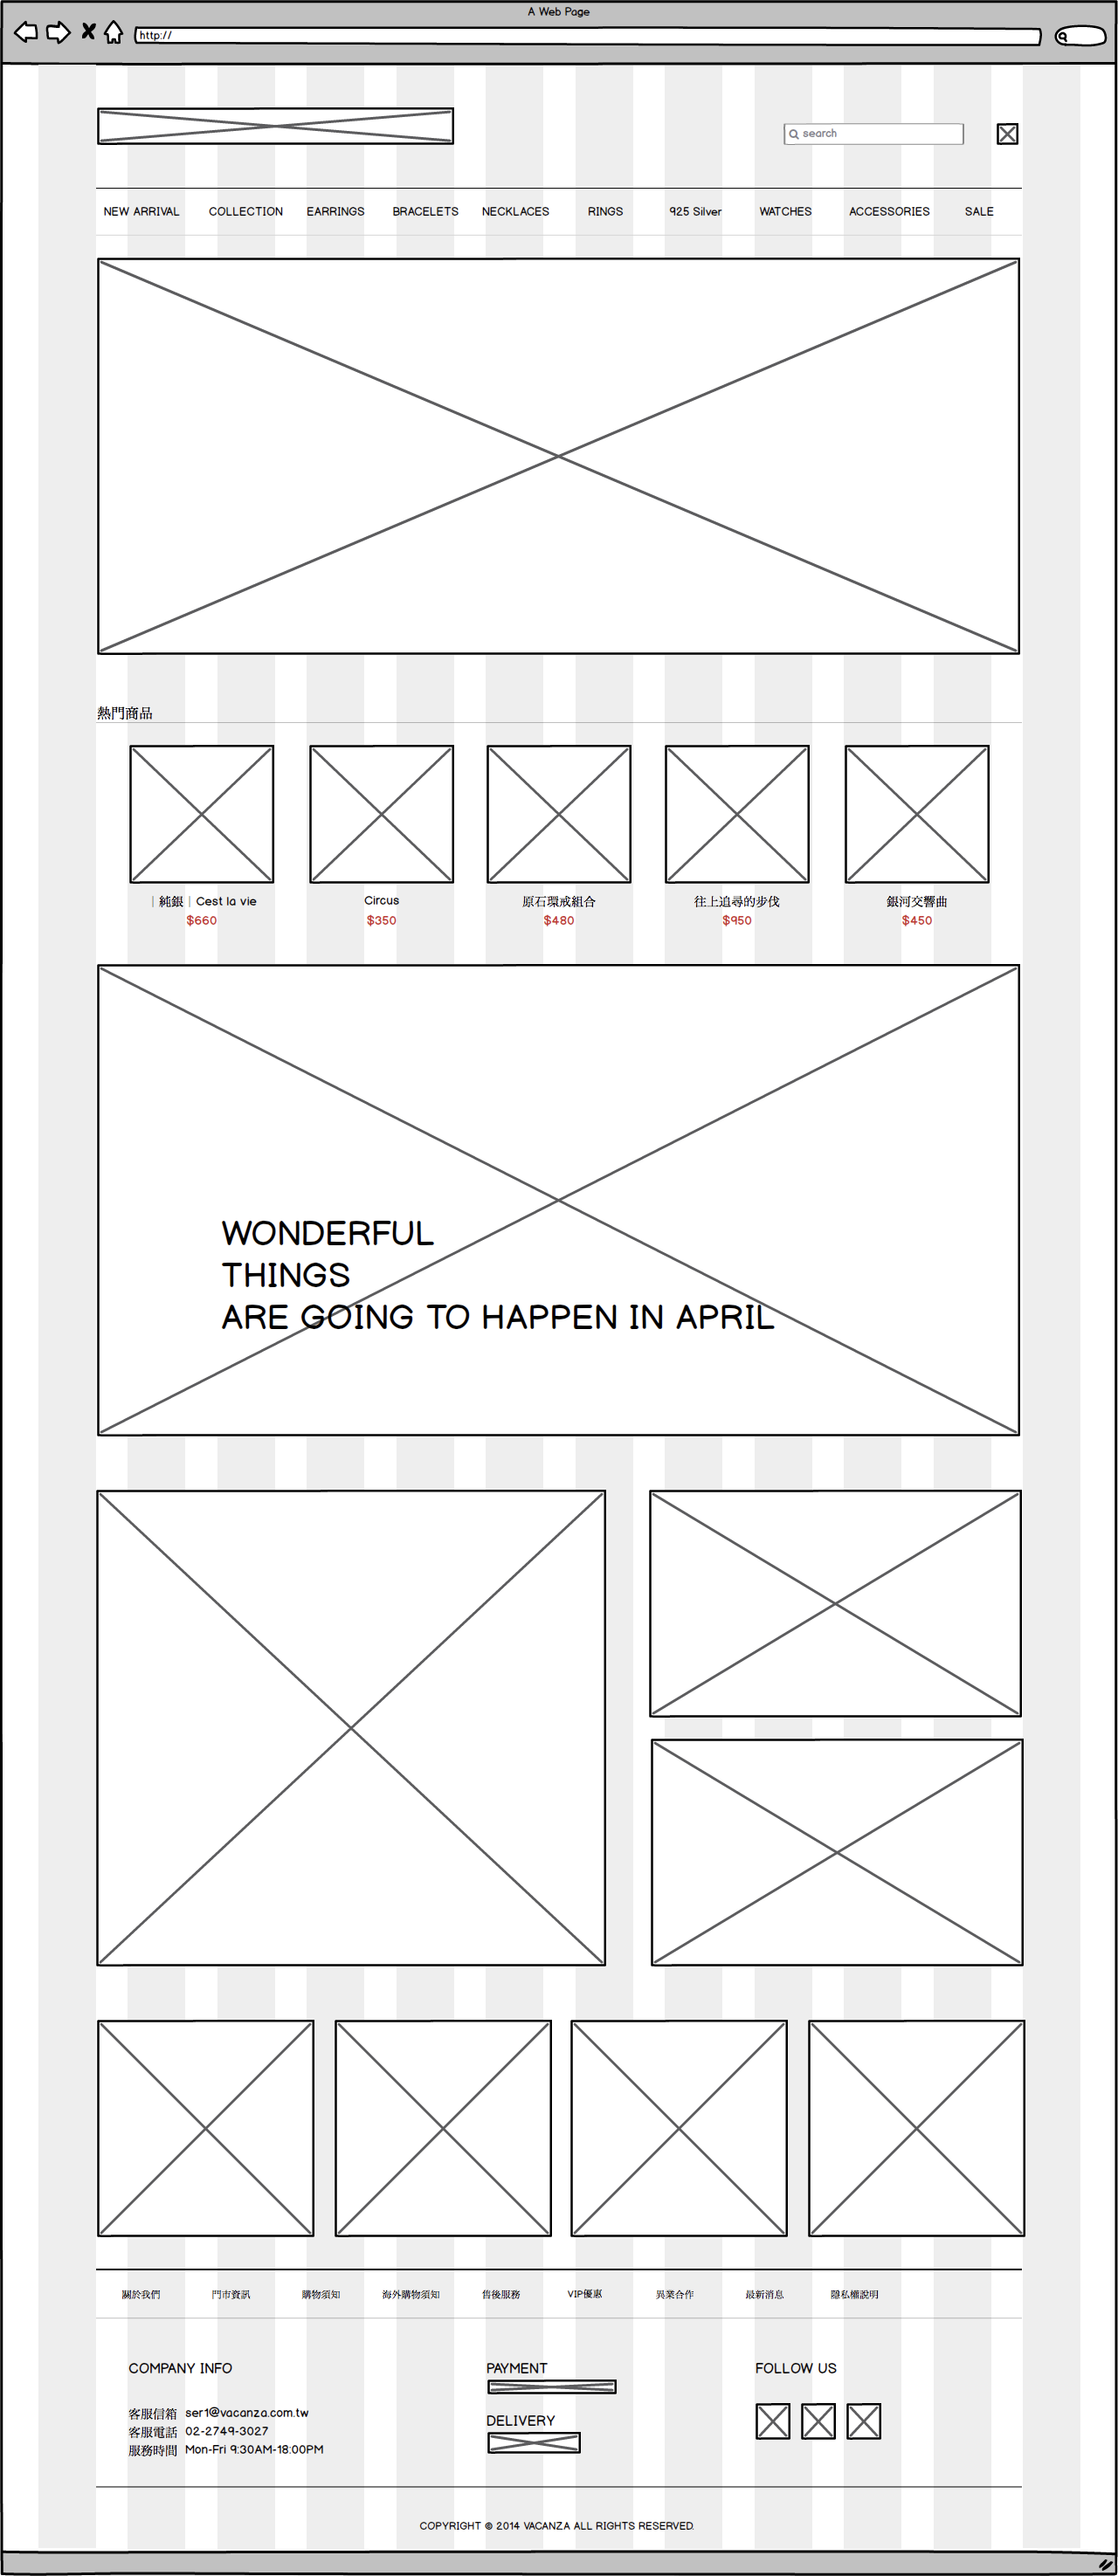 A Web Page
http://
search
NEW ARRIVAL COLLECTION EARRINGS BRACELETS NECKLACES RINGS 925 Silver WATCHES ACCESSORIES SALE
熱門商品
｜純銀｜Cest la vie
$660
Circus
$350
原石環戒組合
$480
往上追尋的步伐
$950
銀河交響曲
$450
WONDERFUL
THINGS
ARE GOING TO HAPPEN IN APRIL
關於我們 門市資訊 購物須知 海外購物須知 售後服務 VIP優惠 異業合作 最新消息 隱私權說明
COMPANY INFO
客服信箱 ser1@vacanza.com.tw
客服電話 02-2749-3027
服務時間 Mon-Fri 9:30AM-18:00PM
PAYMENT
DELIVERY
FOLLOW US
COPYRIGHT © 2014 VACANZA ALL RIGHTS RESERVED.